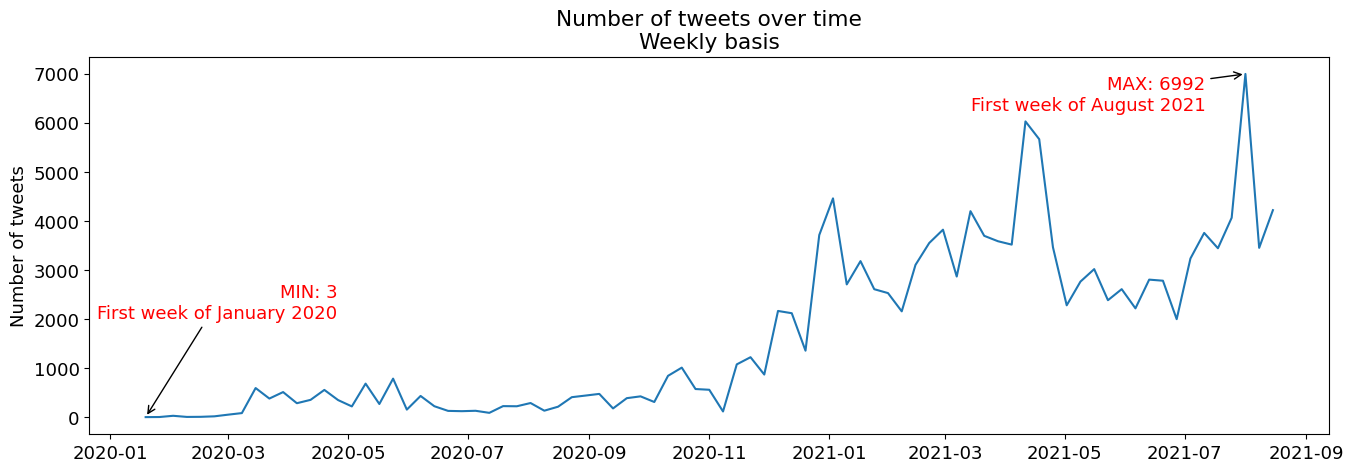 Number of tweets over time
Weekly basis
Number of tweets
7000
6000
5000
4000
3000
2000
1000
0
MAX: 6992
First week of August 2021
MIN: 3
First week of January 2020
2020-01 2020-03 2020-05 2020-07 2020-09 2020-11 2021-01 2021-03 2021-05 2021-07 2021-09